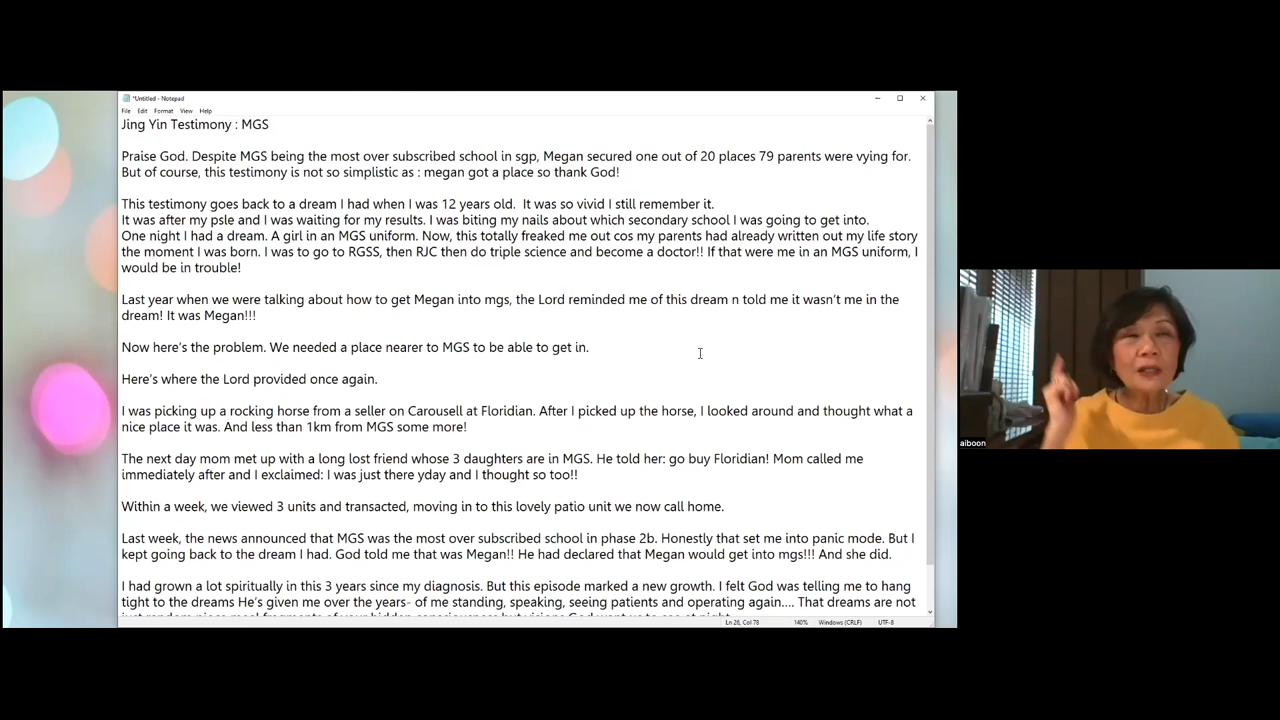 *Untitled - Notepad
File Edit Format View Help
Jing Yin Testimony : MGS
Praise God. Despite MGS being the most over subscribed school in sgp, Megan secured one out of 20 places 79 parents were vying for.
But of course, this testimony is not so simplistic as : megan got a place so thank God!
This testimony goes back to a dream I had when I was 12 years old.  It was so vivid I still remember it.
It was after my psle and I was waiting for my results. I was biting my nails about which secondary school I was going to get into.
One night I had a dream. A girl in an MGS uniform. Now, this totally freaked me out cos my parents had already written out my life story
the moment I was born. I was to go to RGSS, then RJC then do triple science and become a doctor!! If that were me in an MGS uniform, I
would be in trouble!
Last year when we were talking about how to get Megan into mgs, the Lord reminded me of this dream n told me it wasn't me in the
dream! It was Megan!!!
Now here's the problem. We needed a place nearer to MGS to be able to get in.
Here's where the Lord provided once again.
I was picking up a rocking horse from a seller on Carousell at Floridian. After I picked up the horse, I looked around and thought what a
nice place it was. And less than 1km from MGS some more!
The next day mom met up with a long lost friend whose 3 daughters are in MGS. He told her: go buy Floridian! Mom called me
immediately after and I exclaimed: I was just there yday and I thought so too!!
Within a week, we viewed 3 units and transacted, moving in to this lovely patio unit we now call home.
Last week, the news announced that MGS was the most over subscribed school in phase 2b. Honestly that set me into panic mode. But I
kept going back to the dream I had. God told me that was Megan!! He had declared that Megan would get into mgs!!! And she did.
I had grown a lot spiritually in this 3 years since my diagnosis. But this episode marked a new growth. I felt God was telling me to hang
tight to the dreams He's given me over the years- of me standing, speaking, seeing patients and operating again.... That dreams are not
Ln 26, Col 78 140% Windows (CRLF) UTF-8
aiboon